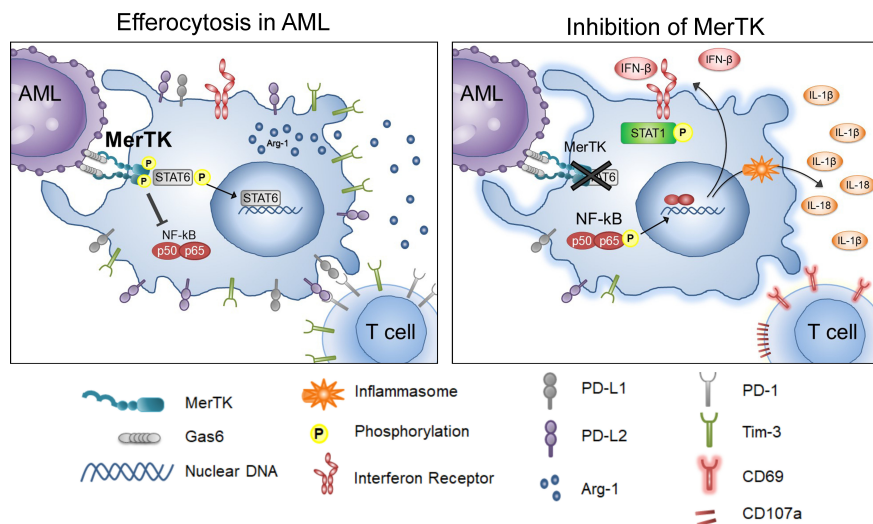 Efferocytosis in AML
Inhibition of MerTK
AML
MerTK
P
P
STAT6
P
STAT6
NF-kB
p50 p65
Arg-1
T cell
AML
MerTK
T6
NF-kB
p50 p65
P
IFN-β
IFN-β
STAT1
P
IL-1β
IL-1β
IL-1β
IL-18
IL-18
IL-1β
T cell
MerTK
Gas6
Nuclear DNA
Inflammasome
P
Phosphorylation
Interferon Receptor
PD-L1
PD-L2
Arg-1
PD-1
Tim-3
CD69
CD107a